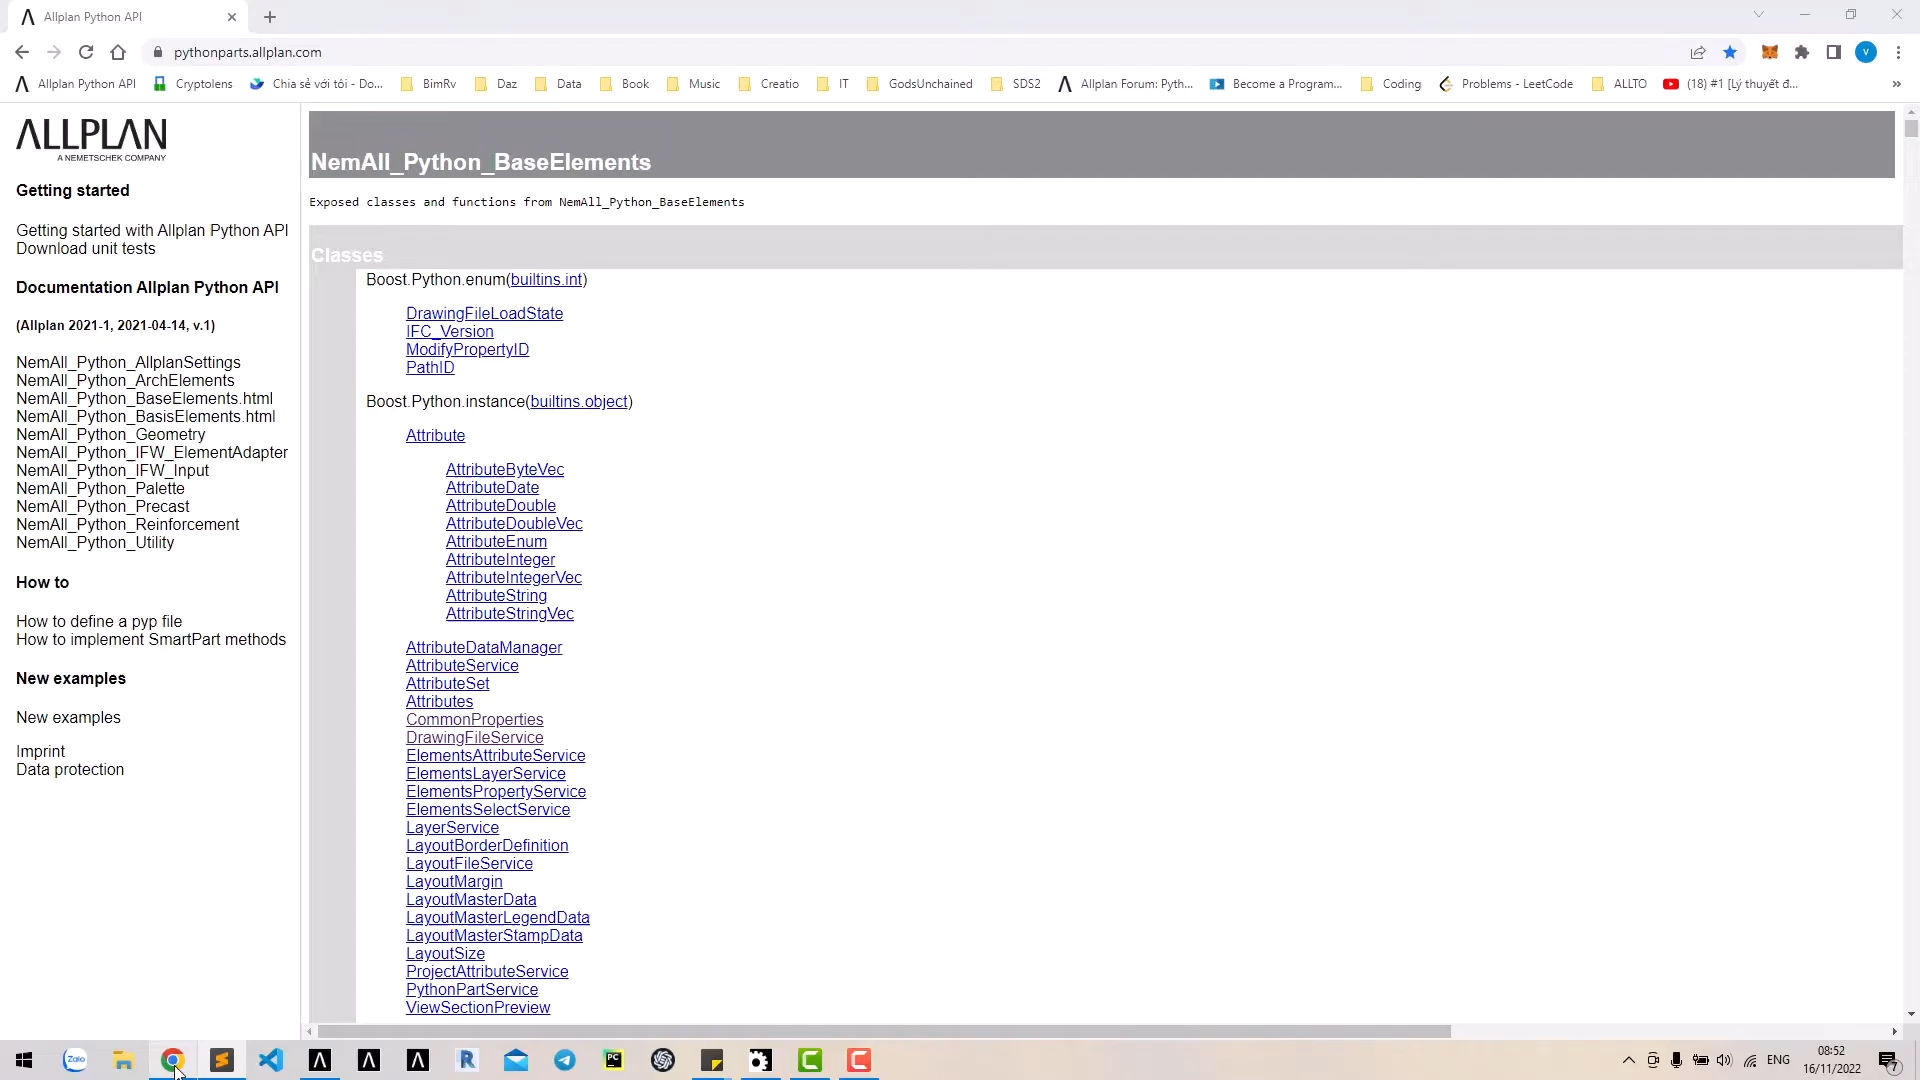 Allplan Python API
pythonparts.allplan.com
V
Allplan Python API
Cryptolens
Chia sẻ với tôi - Do...
BimRv
Daz
Data
Book
Music
Creatio
IT
GodsUnchained
SDS2
Allplan Forum: Pyth...
Become a Program...
Coding
Problems - LeetCode
ALLTO
(18) #1 [Lý thuyết đ...
»
ALLPLAN
A NEMETSCHEK COMPANY
Getting started
Getting started with Allplan Python API
Download unit tests
Documentation Allplan Python API
(Allplan 2021-1, 2021-04-14, v.1)
NemAll_Python_AllplanSettings
NemAll_Python_ArchElements
NemAll_Python_BaseElements.html
NemAll_Python_BasisElements.html
NemAll_Python_Geometry
NemAll_Python_IFW_ElementAdapter
NemAll_Python_IFW_Input
NemAll_Python_Palette
NemAll_Python_Precast
NemAll_Python_Reinforcement
NemAll_Python_Utility
How to
How to define a pyp file
How to implement SmartPart methods
New examples
New examples
Imprint
Data protection
NemAll_Python_BaseElements
Exposed classes and functions from NemAll_Python_BaseElements
Classes
Boost.Python.enum(builtins.int)
DrawingFileLoadState
IFC_Version
ModifyPropertyID
PathID
Boost.Python.instance(builtins.object)
Attribute
AttributeByteVec
AttributeDate
AttributeDouble
AttributeDoubleVec
AttributeEnum
AttributeInteger
AttributeIntegerVec
AttributeString
AttributeStringVec
AttributeDataManager
AttributeService
AttributeSet
Attributes
CommonProperties
DrawingFileService
ElementsAttributeService
ElementsLayerService
ElementsPropertyService
ElementsSelectService
LayerService
LayoutBorderDefinition
LayoutFileService
LayoutMargin
LayoutMasterData
LayoutMasterLegendData
LayoutMasterStampData
LayoutSize
ProjectAttributeService
PythonPartService
ViewSectionPreview
Zalo
R
PC
C
C
ENG
08:52
16/11/2022
7